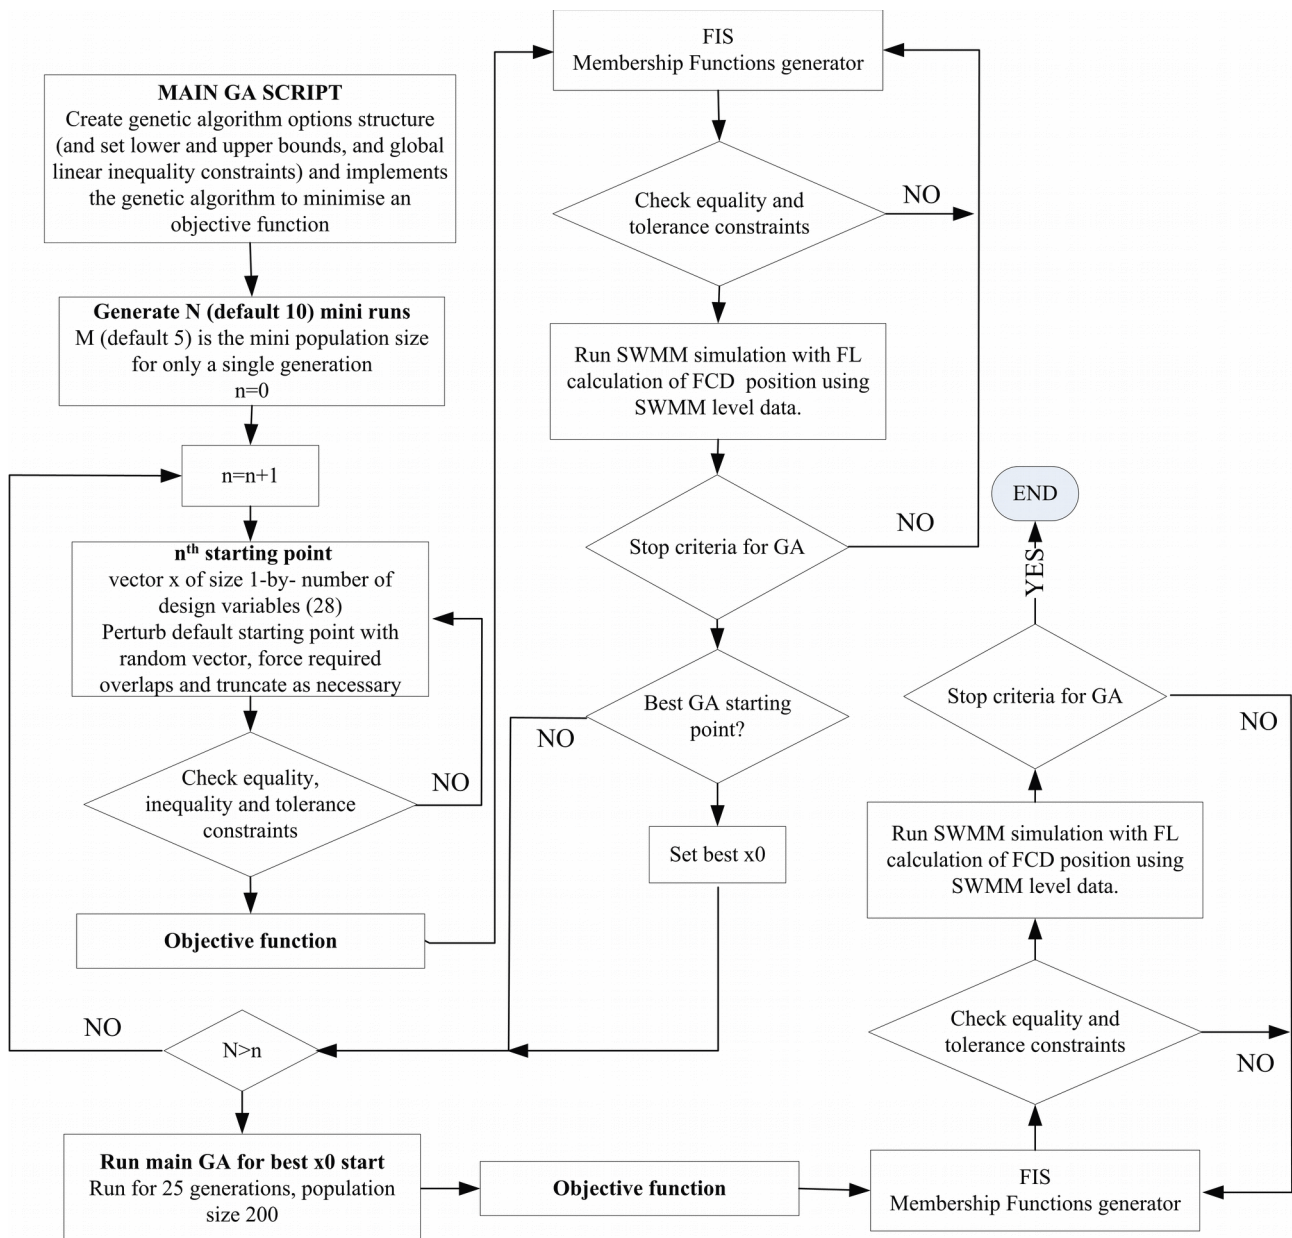 MAIN GA SCRIPT
Create genetic algorithm options structure
(and set lower and upper bounds, and global
linear inequality constraints) and implements
the genetic algorithm to minimise an
objective function
Generate N (default 10) mini runs
M (default 5) is the mini population size
for only a single generation
n=0
n=n+1
nth starting point
vector x of size 1-by- number of
design variables (28)
Perturb default starting point with
random vector, force required
overlaps and truncate as necessary
Check equality,
inequality and tolerance
constraints
NO
Objective function
FIS
Membership Functions generator
Check equality and
tolerance constraints
NO
Run SWMM simulation with FL
calculation of FCD position using
SWMM level data.
Stop criteria for GA
NO
Best GA starting
point?
NO
Set best x0
N>n
NO
Run main GA for best x0 start
Run for 25 generations, population
size 200
Objective function
FIS
Membership Functions generator
Check equality and
tolerance constraints
NO
Run SWMM simulation with FL
calculation of FCD position using
SWMM level data.
Stop criteria for GA
NO
YES
END